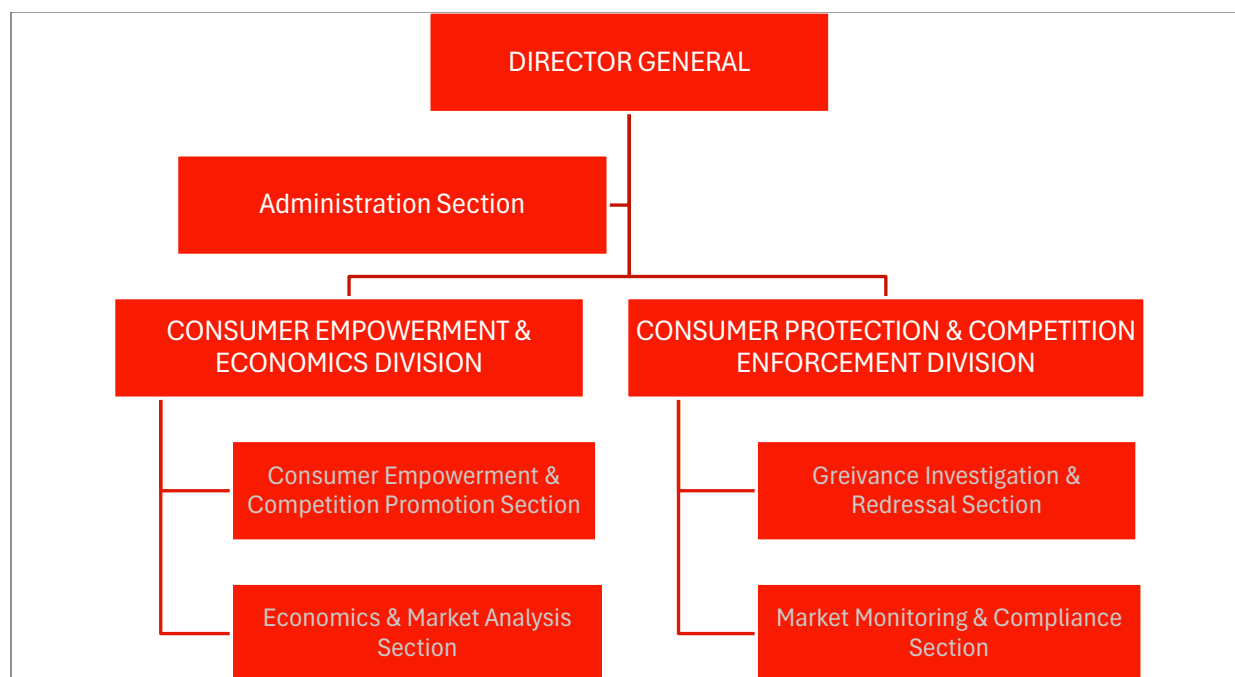 DIRECTOR GENERAL
Administration Section
CONSUMER EMPOWERMENT &
ECONOMICS DIVISION
CONSUMER PROTECTION & COMPETITION
ENFORCEMENT DIVISION
Consumer Empowerment &
Competition Promotion Section
Greivance Investigation &
Redressal Section
Economics & Market Analysis
Section
Market Monitoring & Compliance
Section